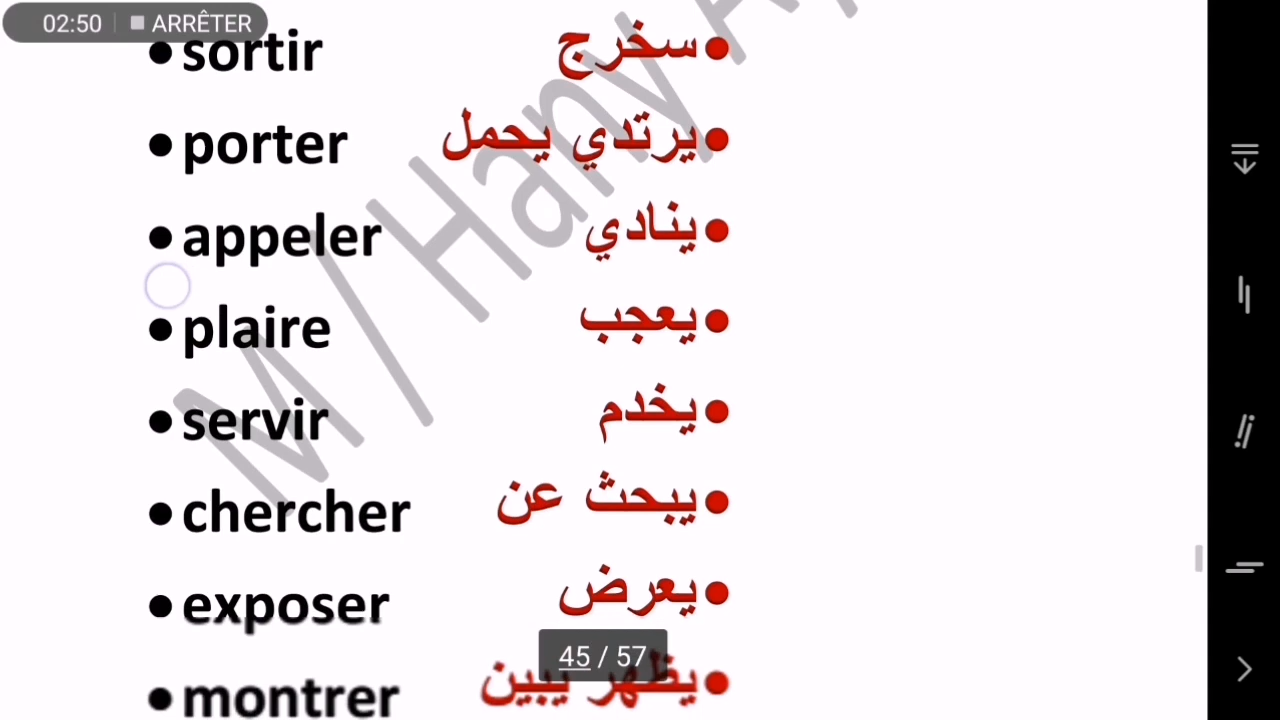 02:50 ARRÊTER
• sortir • سخرج
• porter • يرتدي يحمل
• appeler • ينادي
• plaire • يعجب
• servir • يخدم
• chercher • يبحث عن
• exposer • يعرض
45 / 57
• montrer • يظهر يبين
M / Hany